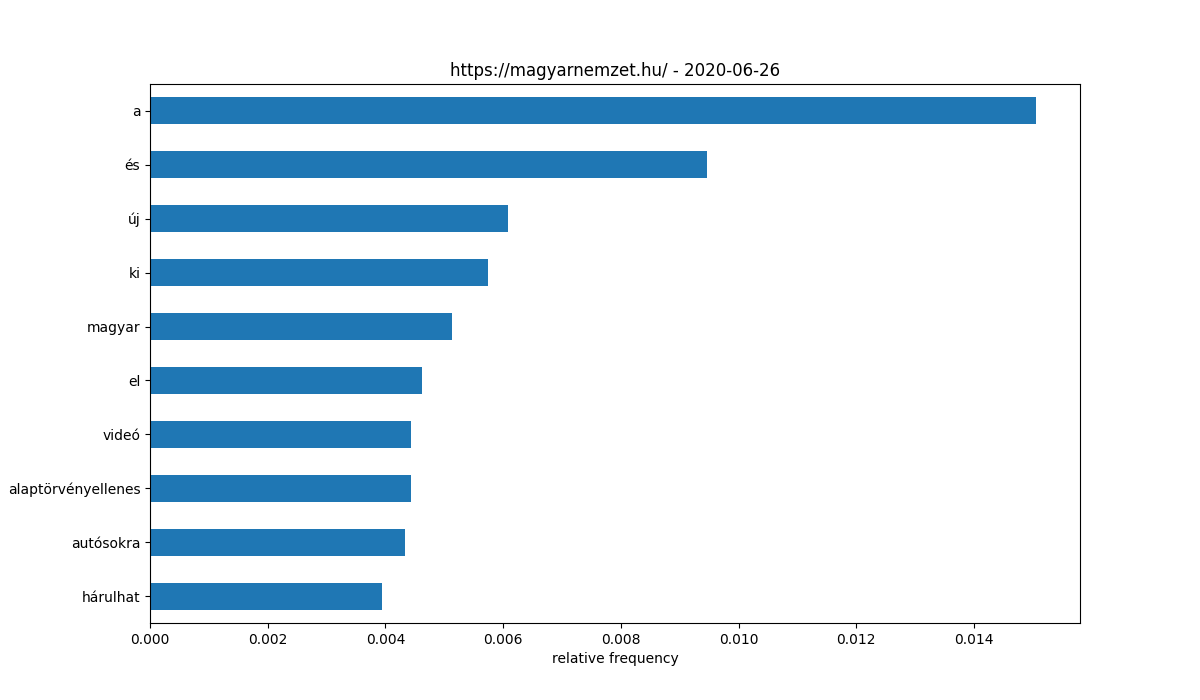 https://magyarnemzet.hu/ - 2020-06-26
a
és
új
ki
magyar
el
videó
alaptörvényellenes
autósokra
hárulhat
0.000 0.002 0.004 0.006 0.008 0.010 0.012 0.014
relative frequency